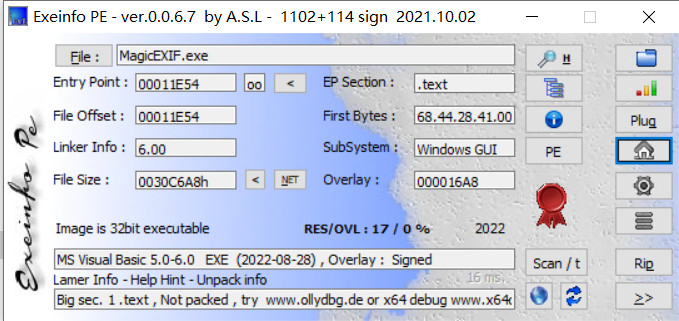 Exeinfo PE - ver.0.0.6.7 by A.S.L - 1102+114 sign 2021.10.02
File : MagicEXIF.exe H
Entry Point : 00011E54 oo < EP Section : .text
File Offset : 00011E54 First Bytes : 68.44.28.41.00 Plug
Linker Info : 6.00 SubSystem : Windows GUI PE
File Size : 0030C6A8h < NET Overlay : 000016A8
Exeinfo Pe
Image is 32bit executable RES/OVL : 17 / 0 % 2022
MS Visual Basic 5.0-6.0 EXE (2022-08-28) , Overlay : Signed Scan / t Rip
Lamer Info - Help Hint - Unpack info 16 ms.
Big sec. 1 .text , Not packed , try www.ollydbg.de or x64 debug www.x64 >>